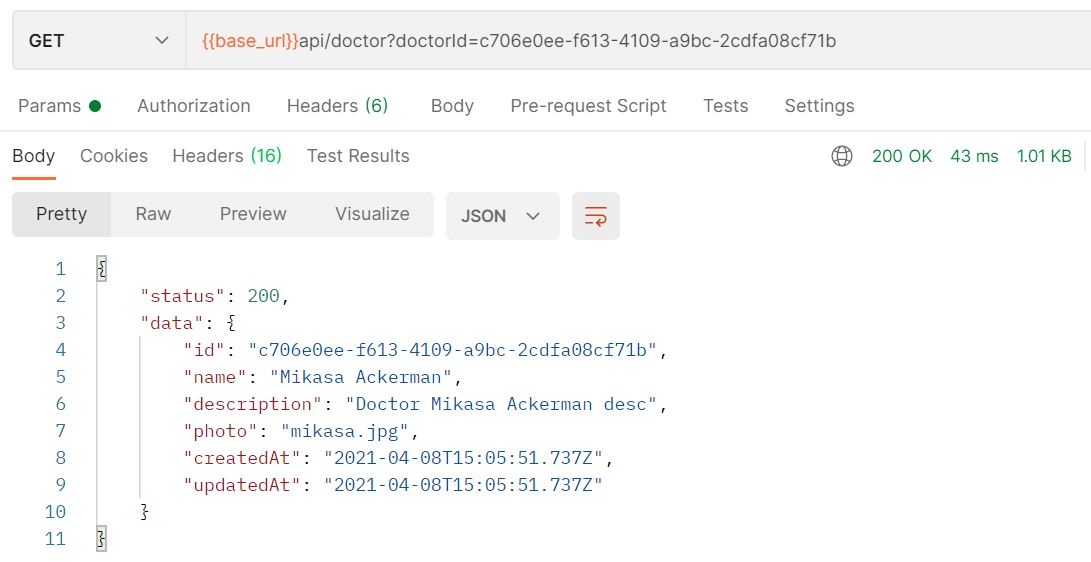 GET {{base_url}}api/doctor?doctorId=c706e0ee-f613-4109-a9bc-2cdfa08cf71b
Params Authorization Headers (6) Body Pre-request Script Tests Settings
Body Cookies Headers (16) Test Results 200 OK 43 ms 1.01 KB
Pretty Raw Preview Visualize JSON
1 {
2 "status": 200,
3 "data": {
4 "id": "c706e0ee-f613-4109-a9bc-2cdfa08cf71b",
5 "name": "Mikasa Ackerman",
6 "description": "Doctor Mikasa Ackerman desc",
7 "photo": "mikasa.jpg",
8 "createdAt": "2021-04-08T15:05:51.737Z",
9 "updatedAt": "2021-04-08T15:05:51.737Z"
10 }
11 }